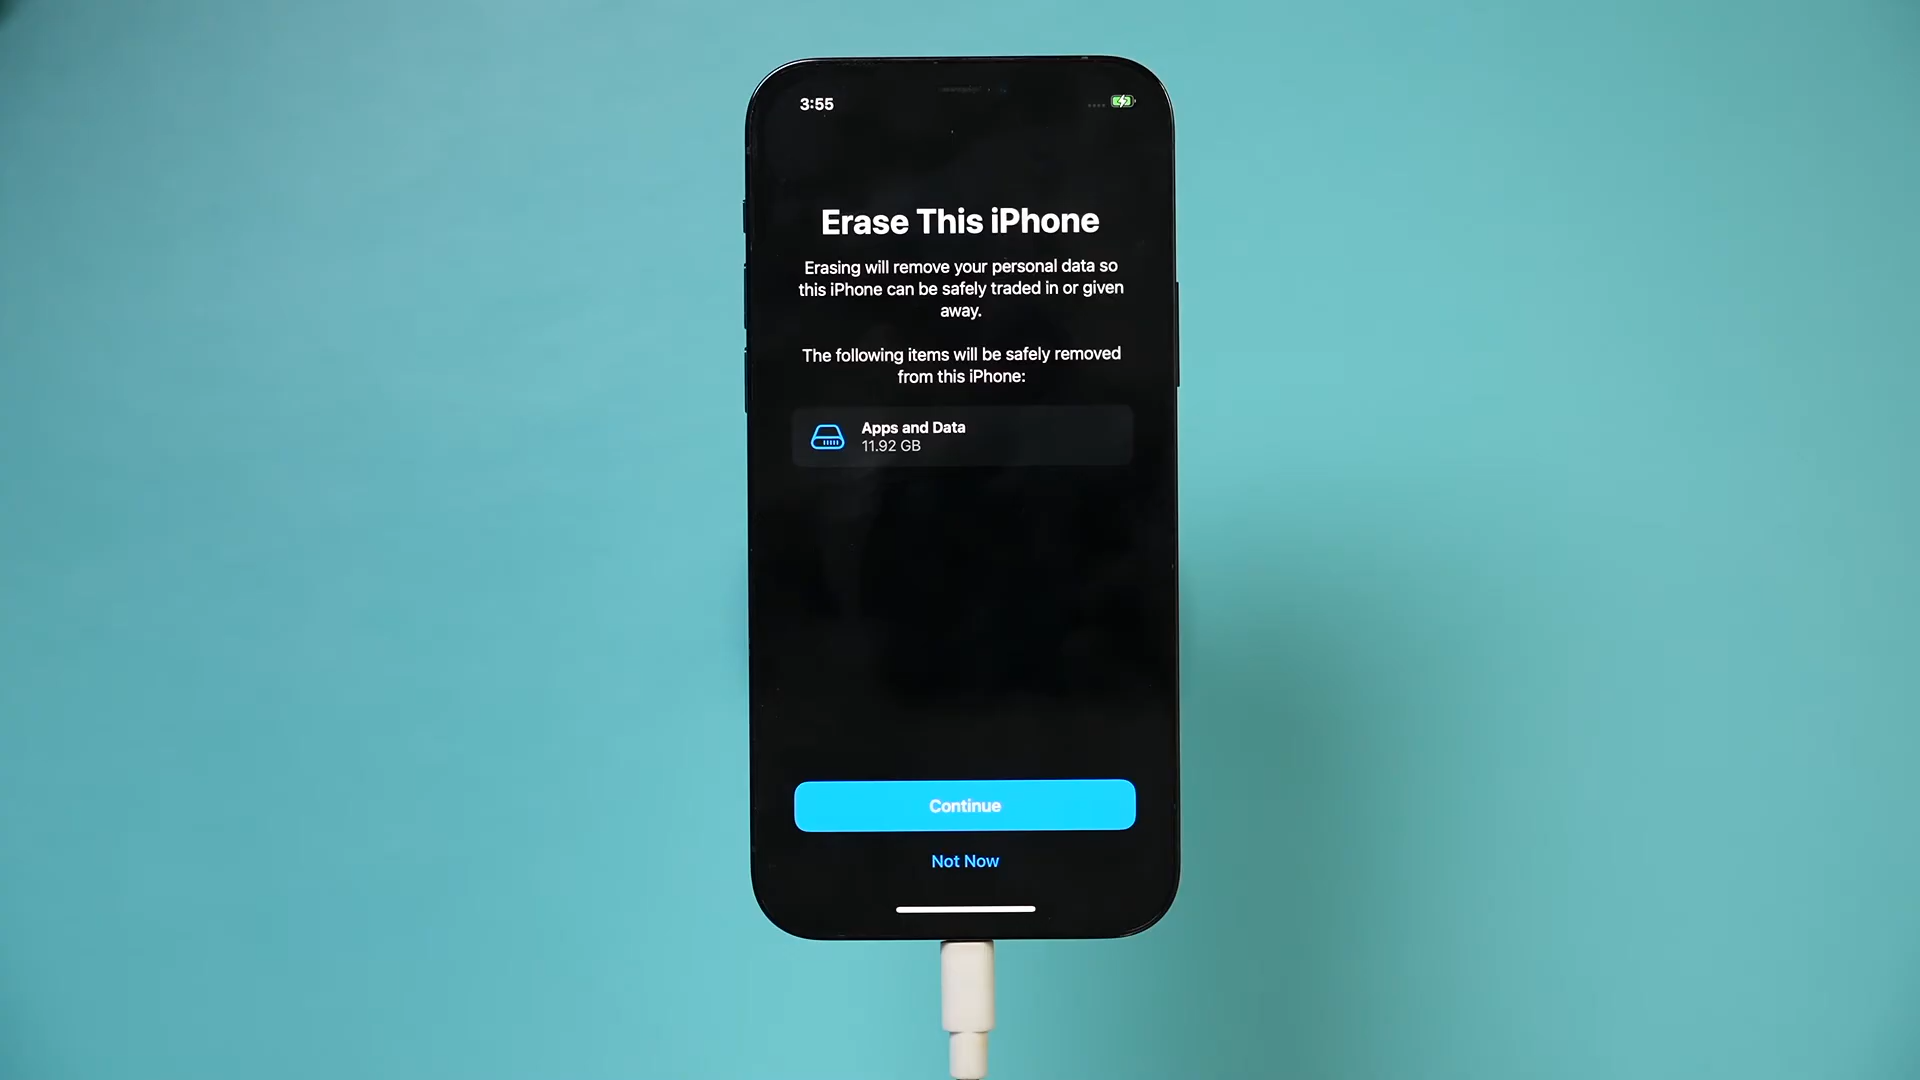 3:55
Erase This iPhone
Erasing will remove your personal data so
this iPhone can be safely traded in or given
away.
The following items will be safely removed
from this iPhone:
Apps and Data
11.92 GB
Continue
Not Now